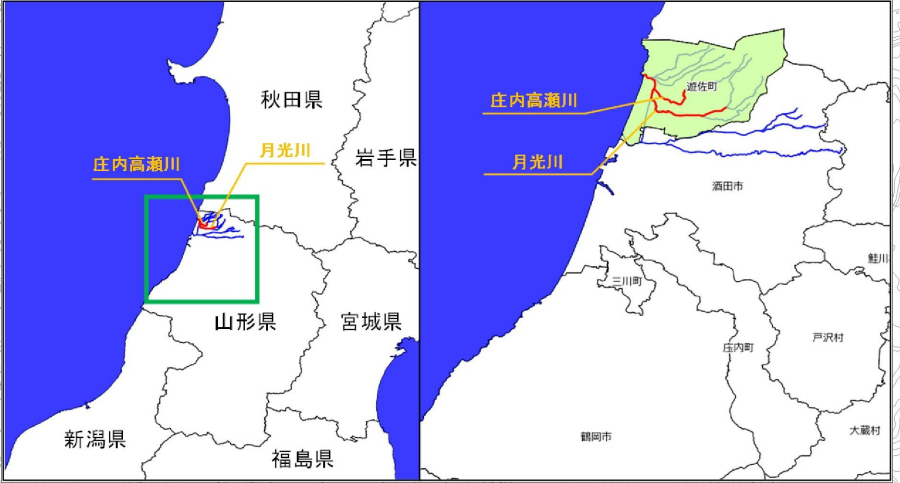 秋田県
岩手県
庄内高瀬川
月光川
山形県
宮城県
新潟県
福島県
遊佐町
庄内高瀬川
月光川
酒田市
鮭川
三川町
庄内町
戸沢村
鶴岡市
大蔵村